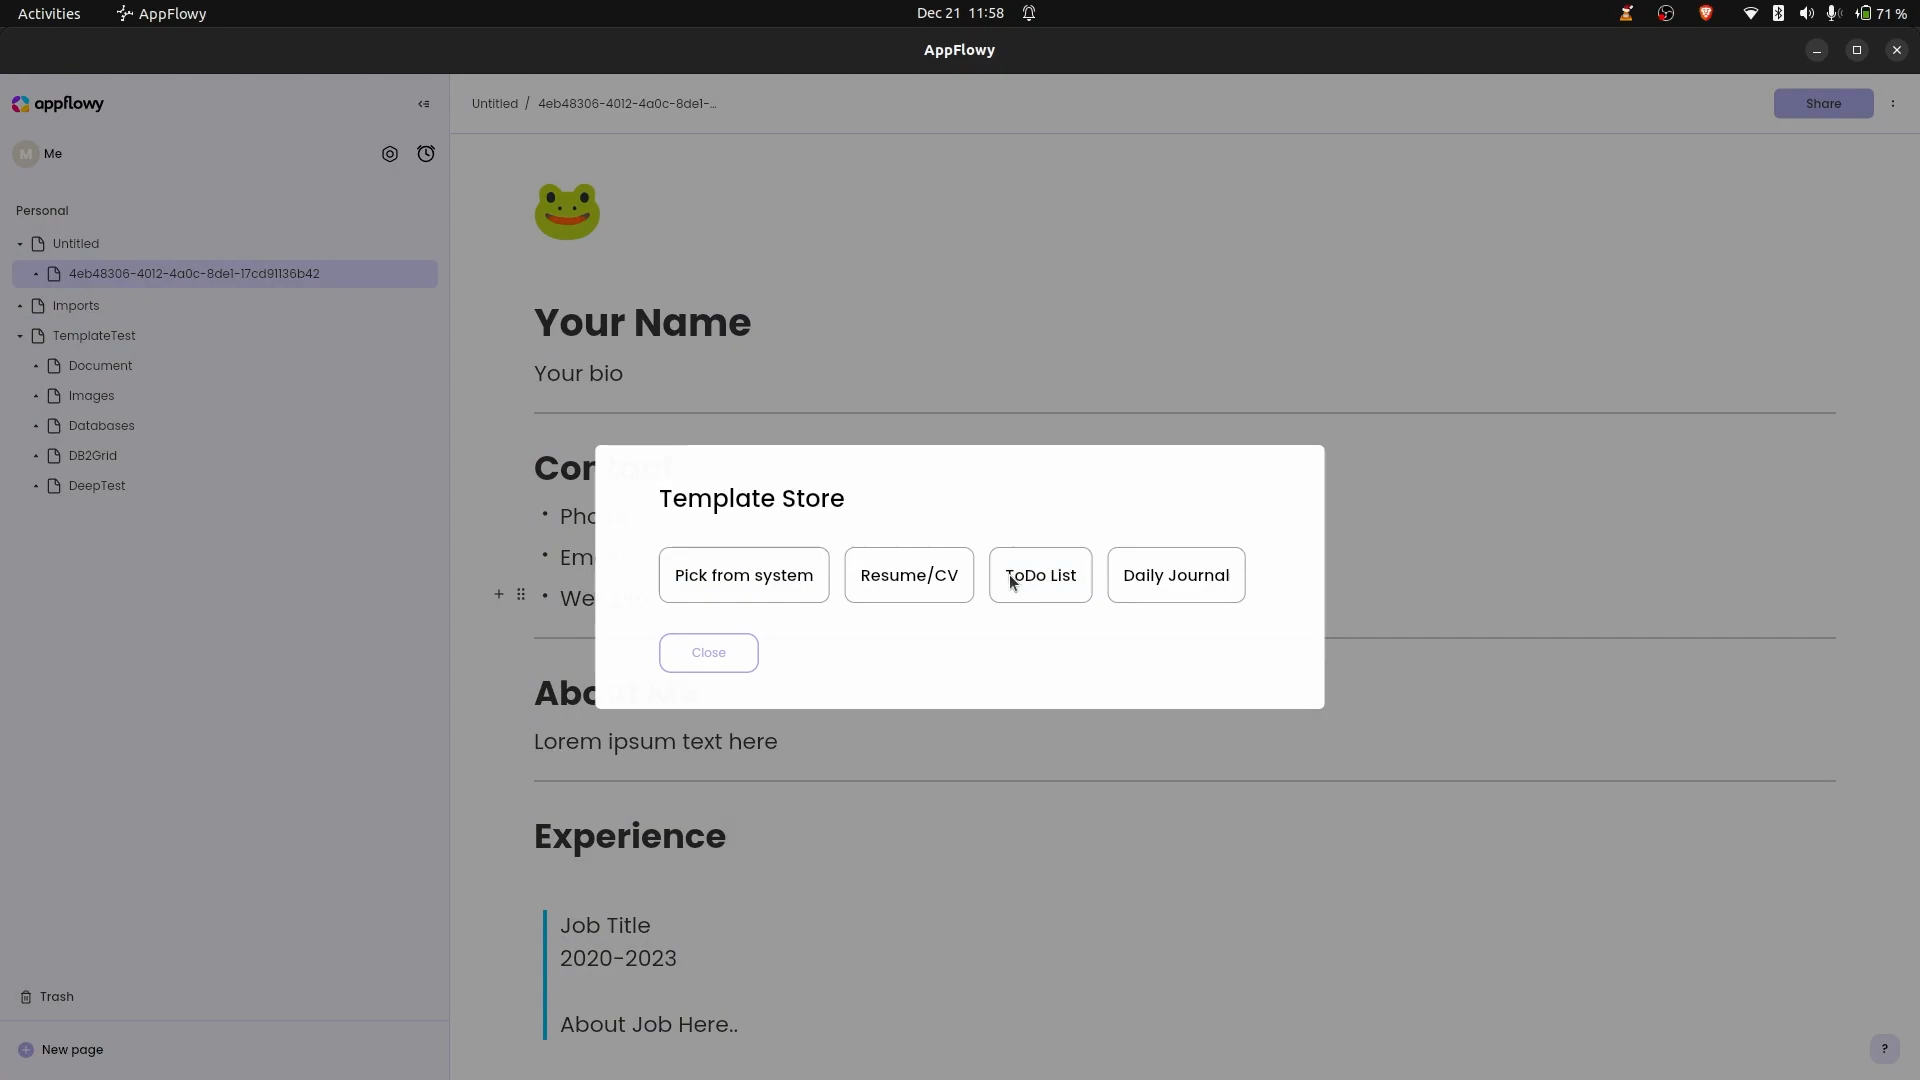 Activities
AppFlowy
Dec 21 11:58
71 %
AppFlowy
appflowy
Untitled / 4eb48306-4012-4a0c-8de1-...
Share
M Me
Personal
Untitled
4eb48306-4012-4a0c-8de1-17cd91136b42
Imports
TemplateTest
Document
Images
Databases
DB2Grid
DeepTest
Trash
New page
Your Name
Your bio
Contact
Template Store
Pick from system
Resume/CV
ToDo List
Daily Journal
Close
About Me
Lorem ipsum text here
Experience
Job Title
2020-2023
About Job Here..
?